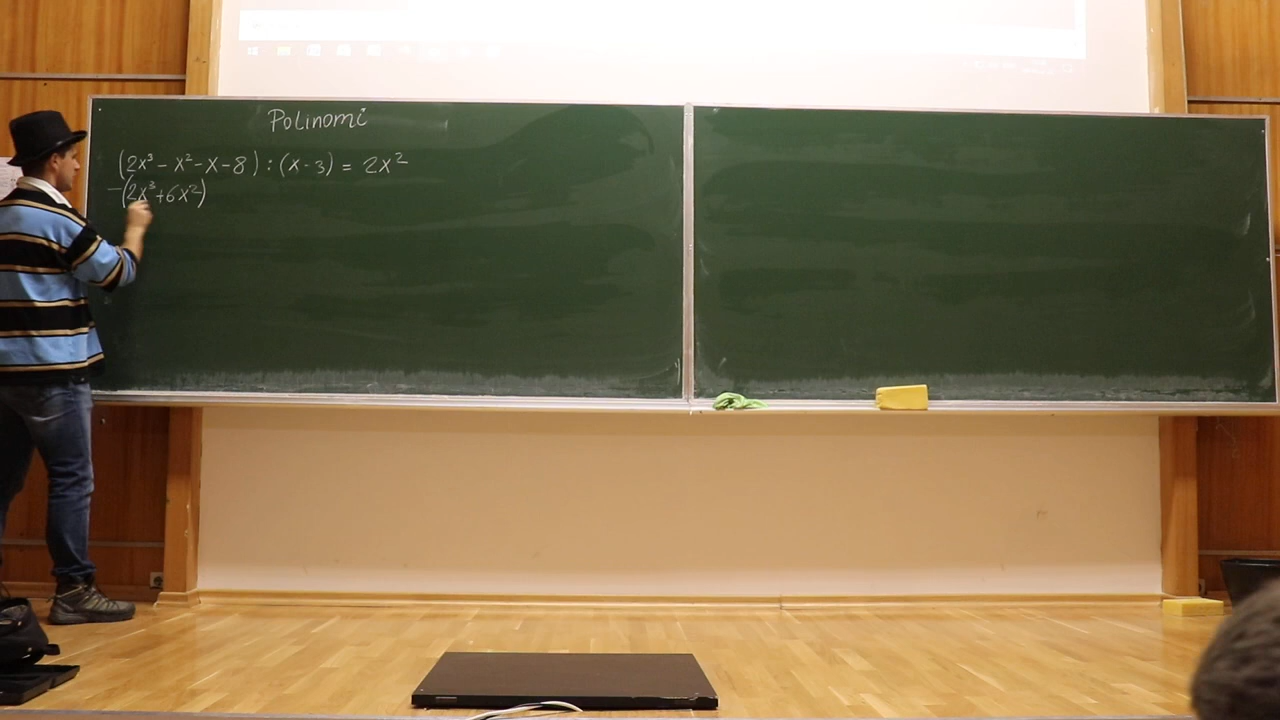 Polinomi
(2x³ - x² - x - 8) : (x - 3) = 2x²
-(2x³+6x²)